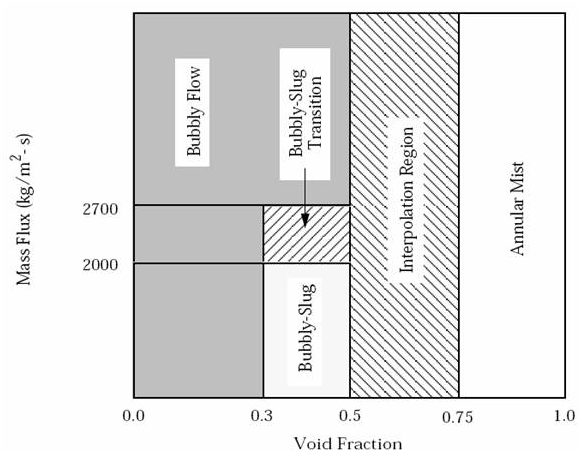 Mass Flux (kg/m²- s)
Bubbly Flow
Bubbly-Slug
Transition
Interpolation Region
Annular Mist
2700
2000
Bubbly-Slug
0.0
0.3
0.5
0.75
1.0
Void Fraction